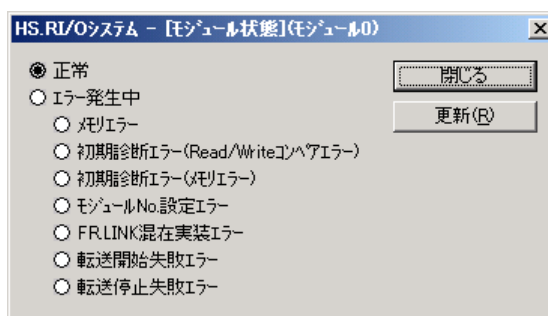 HS.RI/Oシステム - [モジュール状態](モジュール0)
正常
閉じる
エラー発生中
更新(R)
メモリエラー
初期診断エラー(Read/Writeコンペアエラー)
初期診断エラー(メモリエラー)
モジュールNo.設定エラー
FR.LINK混在実装エラー
転送開始失敗エラー
転送停止失敗エラー